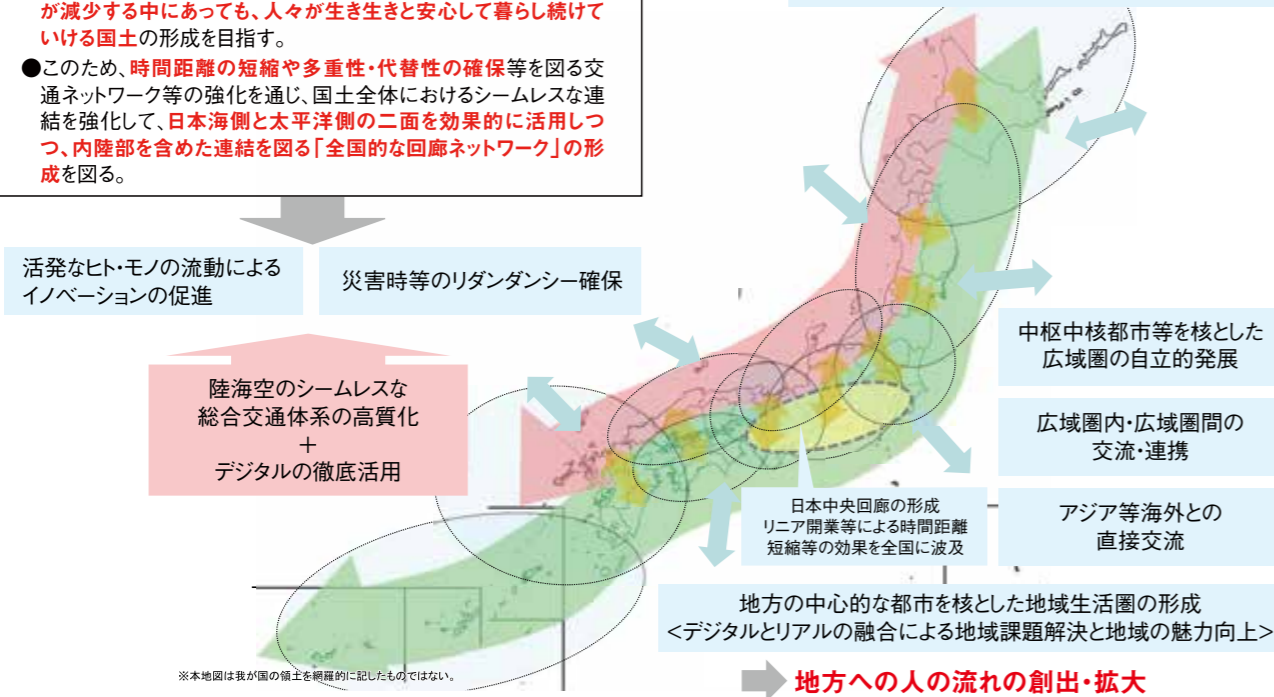 が減少する中にあっても、人々が生き生きと安心して暮らし続けて
いける国土の形成を目指す。
●このため、時間距離の短縮や多重性・代替性の確保等を図る交
通ネットワーク等の強化を通じ、国土全体におけるシームレスな連
結を強化して、日本海側と太平洋側の二面を効果的に活用しつ
つ、内陸部を含めた連結を図る「全国的な回廊ネットワーク」の形
成を図る。
活発なヒト・モノの流動による
イノベーションの促進
災害時等のリダンダンシー確保
陸海空のシームレスな
総合交通体系の高質化
+
デジタルの徹底活用
中枢中核都市等を核とした
広域圏の自立的発展
広域圏内・広域圏間の
交流・連携
アジア等海外との
直接交流
日本中央回廊の形成
リニア開業等による時間距離
短縮等の効果を全国に波及
地方の中心的な都市を核とした地域生活圏の形成
<デジタルとリアルの融合による地域課題解決と地域の魅力向上>
※本地図は我が国の領土を網羅的に記したものではない。
地方への人の流れの創出・拡大